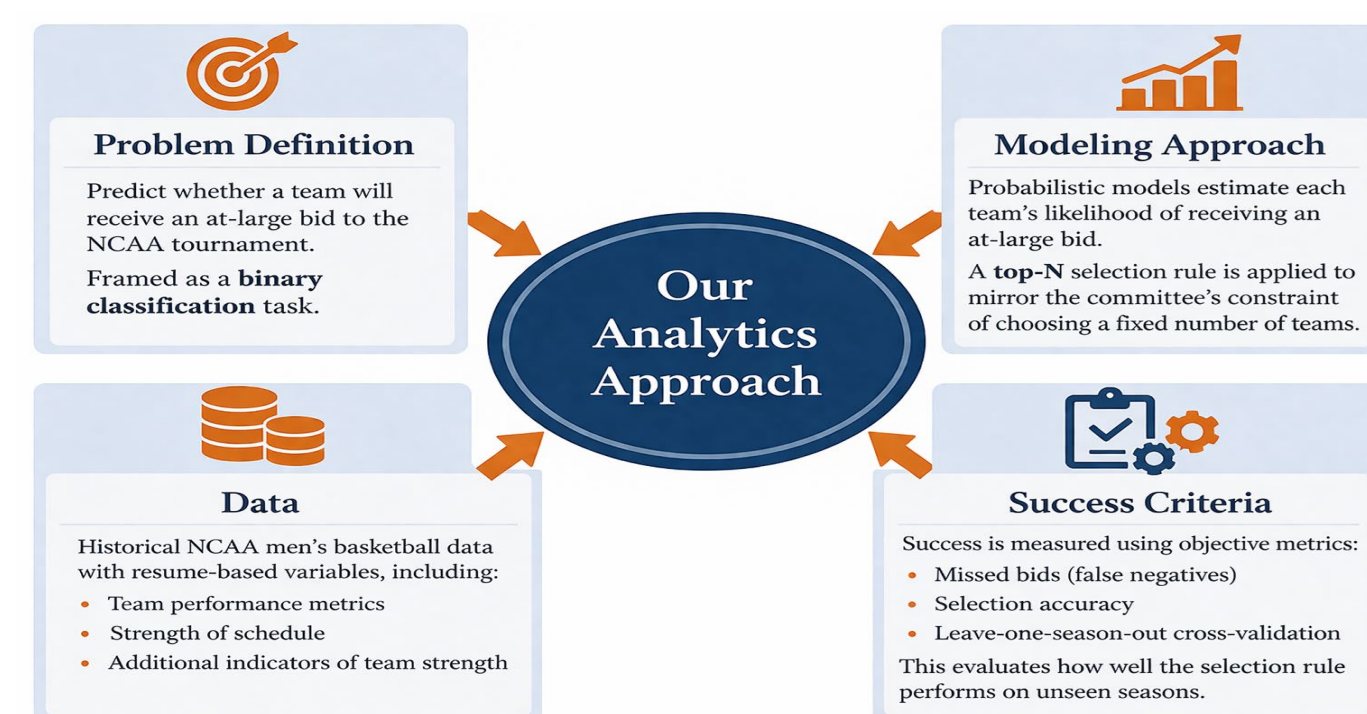 Problem Definition
Predict whether a team will
receive an at-large bid to the
NCAA tournament.
Framed as a binary
classification task.
Modeling Approach
Probabilistic models estimate each
team's likelihood of receiving an
at-large bid.
A top-N selection rule is applied to
mirror the committee's constraint
of choosing a fixed number of teams.
Our
Analytics
Approach
Data
Historical NCAA men's basketball data
with resume-based variables, including:
• Team performance metrics
• Strength of schedule
• Additional indicators of team strength
Success Criteria
Success is measured using objective metrics:
• Missed bids (false negatives)
• Selection accuracy
• Leave-one-season-out cross-validation
This evaluates how well the selection rule
performs on unseen seasons.